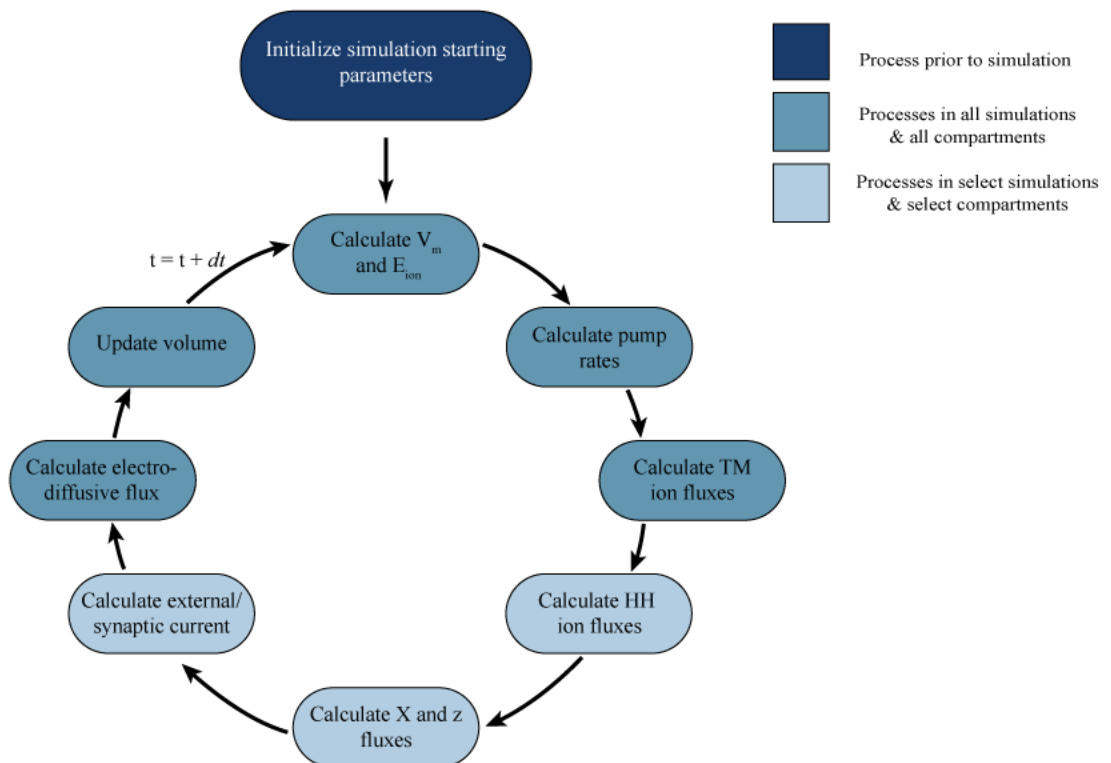 Initialize simulation starting
parameters
Process prior to simulation
Processes in all simulations
& all compartments
Processes in select simulations
& select compartments
Calculate Vm
and Eion
t = t + dt
Update volume
Calculate pump
rates
Calculate electro-
diffusive flux
Calculate TM
ion fluxes
Calculate external/
synaptic current
Calculate HH
ion fluxes
Calculate X and z
fluxes